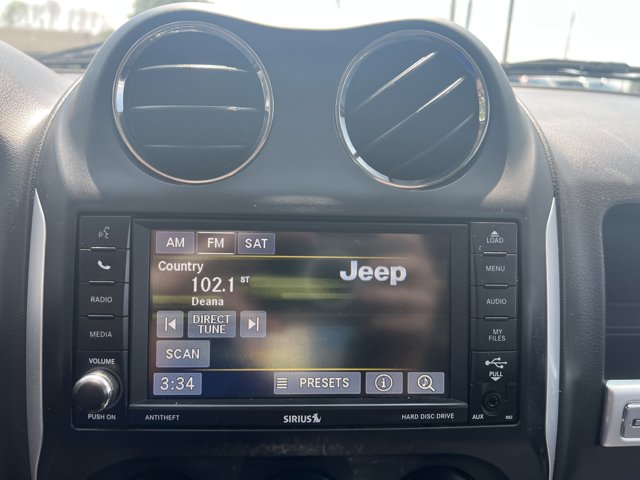 AM FM SAT
Country
102.1 ST
Deana
Jeep
DIRECT
TUNE
SCAN
3:34
PRESETS
RADIO
MEDIA
VOLUME
PUSH ON
LOAD
MENU
AUDIO
MY
FILES
PULL
AUX
ANTITHEFT
SIRIUS
HARD DISC DRIVE